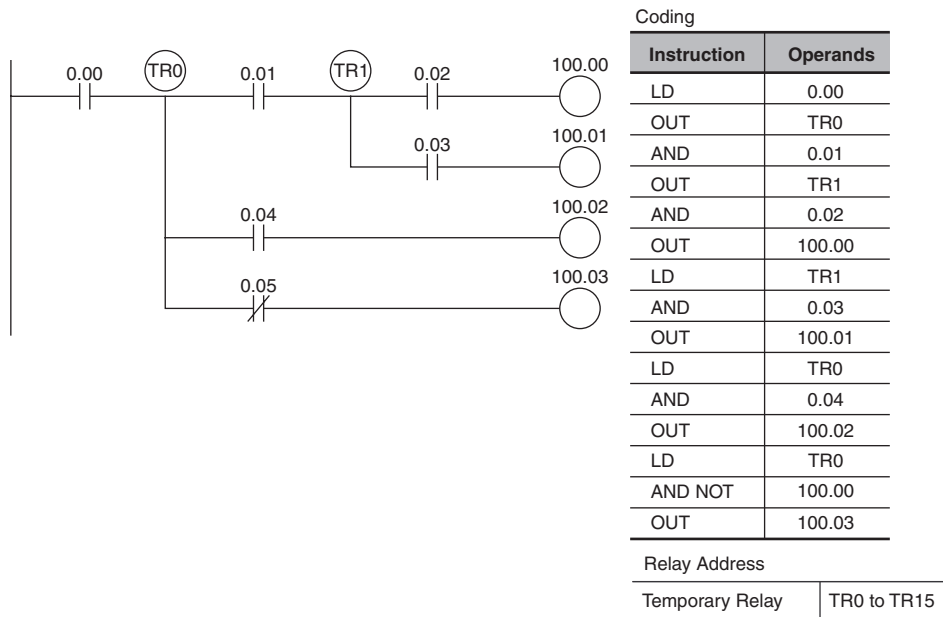 Coding
Instruction Operands
LD 0.00
OUT TR0
AND 0.01
OUT TR1
AND 0.02
OUT 100.00
LD TR1
AND 0.03
OUT 100.01
LD TR0
AND 0.04
OUT 100.02
LD TR0
AND NOT 100.00
OUT 100.03
Relay Address
Temporary Relay TR0 to TR15
0.00 TR0 0.01 TR1 0.02 100.00
0.03 100.01
0.04 100.02
0.05 100.03